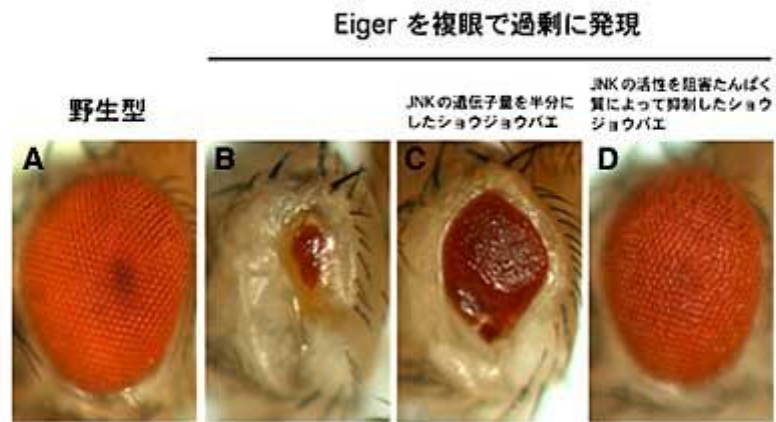 Eiger を複眼で過剰に発現
野生型
JNKの遺伝子量を半分に
したショウジョウバエ
JNKの活性を阻害たんぱく
質によって抑制したショウ
ジョウバエ
A
B
C
D